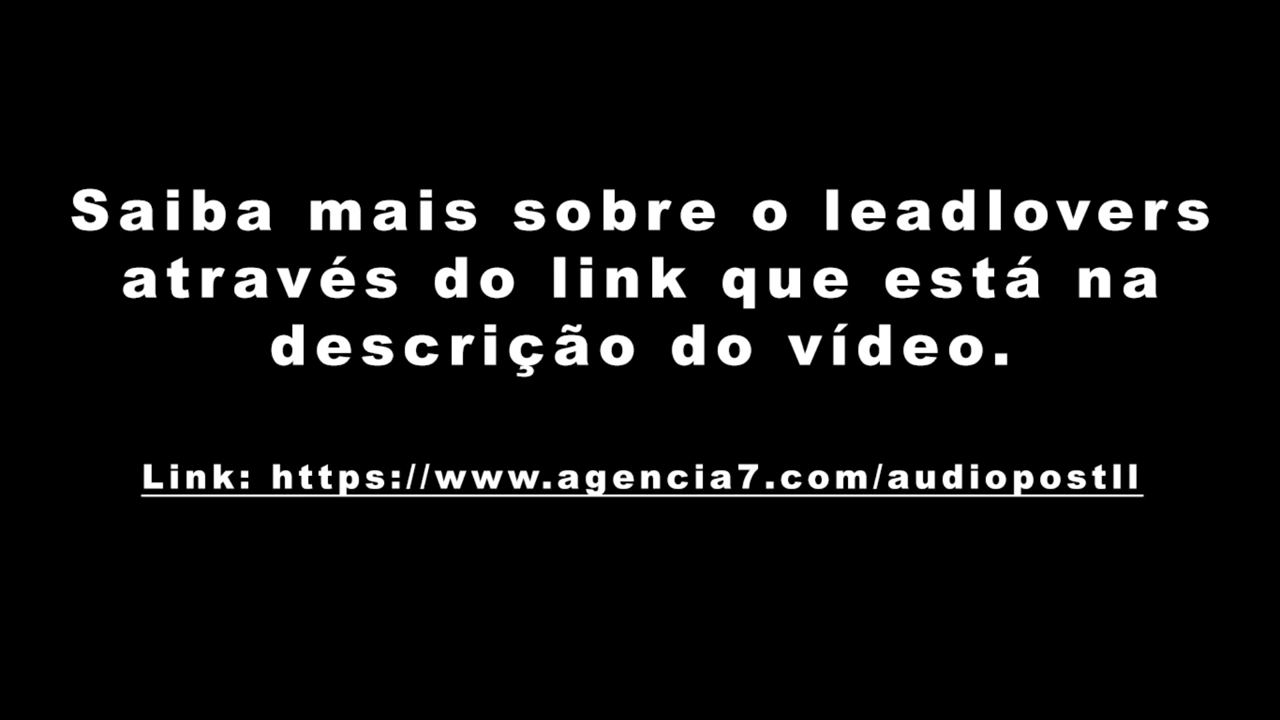 Saiba mais sobre o leadlovers
através do link que está na
descrição do vídeo.
Link: https://www.agencia7.com/audiopostll